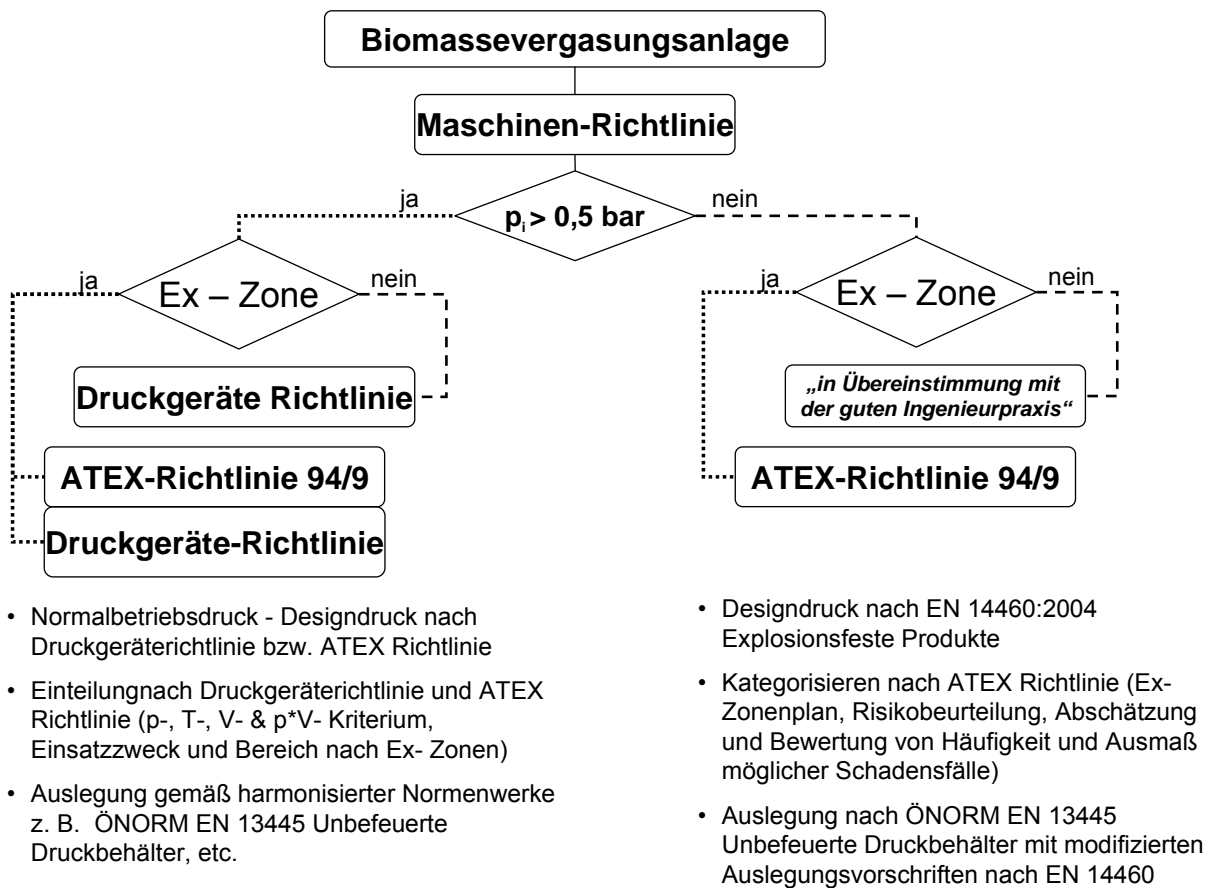 Biomassevergasungsanlage
Maschinen-Richtlinie
ja
pi > 0,5 bar
nein
ja
Ex – Zone
nein
ja
Ex – Zone
nein
Druckgeräte Richtlinie
„in Übereinstimmung mit
der guten Ingenieurpraxis“
ATEX-Richtlinie 94/9
Druckgeräte-Richtlinie
ATEX-Richtlinie 94/9
• Normalbetriebsdruck - Designdruck nach
Druckgeräterichtlinie bzw. ATEX Richtlinie
• Einteilungnach Druckgeräterichtlinie und ATEX
Richtlinie (p-, T-, V- & p*V- Kriterium,
Einsatzzweck und Bereich nach Ex- Zonen)
• Auslegung gemäß harmonisierter Normenwerke
z. B. ÖNORM EN 13445 Unbefeuerte
Druckbehälter, etc.
• Designdruck nach EN 14460:2004
Explosionsfeste Produkte
• Kategorisieren nach ATEX Richtlinie (Ex-
Zonenplan, Risikobeurteilung, Abschätzung
und Bewertung von Häufigkeit und Ausmaß
möglicher Schadensfälle)
• Auslegung nach ÖNORM EN 13445
Unbefeuerte Druckbehälter mit modifizierten
Auslegungsvorschriften nach EN 14460